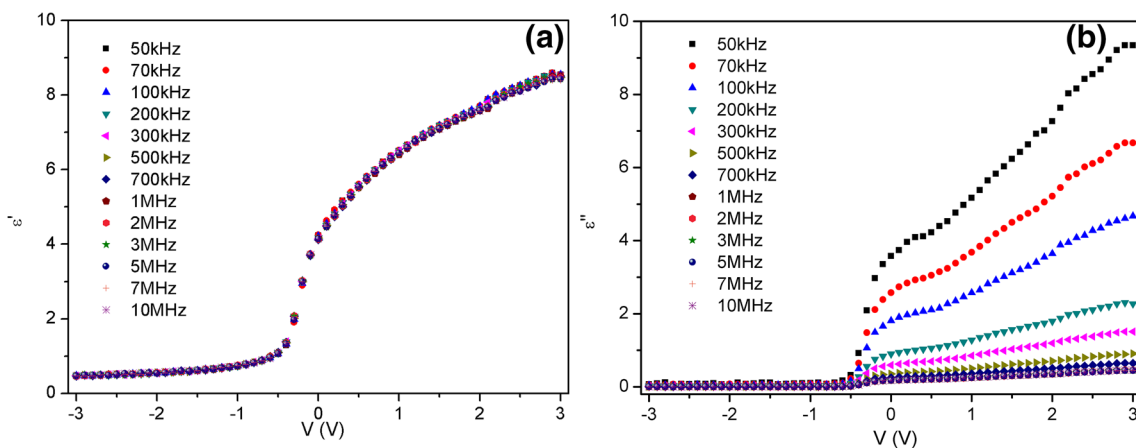 (a)
10
8
6
4
2
0
ε'
50kHz
70kHz
100kHz
200kHz
300kHz
500kHz
700kHz
1MHz
2MHz
3MHz
5MHz
7MHz
10MHz
-3 -2 -1 0 1 2 3
V (V)
(b)
10
8
6
4
2
0
ε"
50kHz
70kHz
100kHz
200kHz
300kHz
500kHz
700kHz
1MHz
2MHz
3MHz
5MHz
7MHz
10MHz
-3 -2 -1 0 1 2 3
V (V)